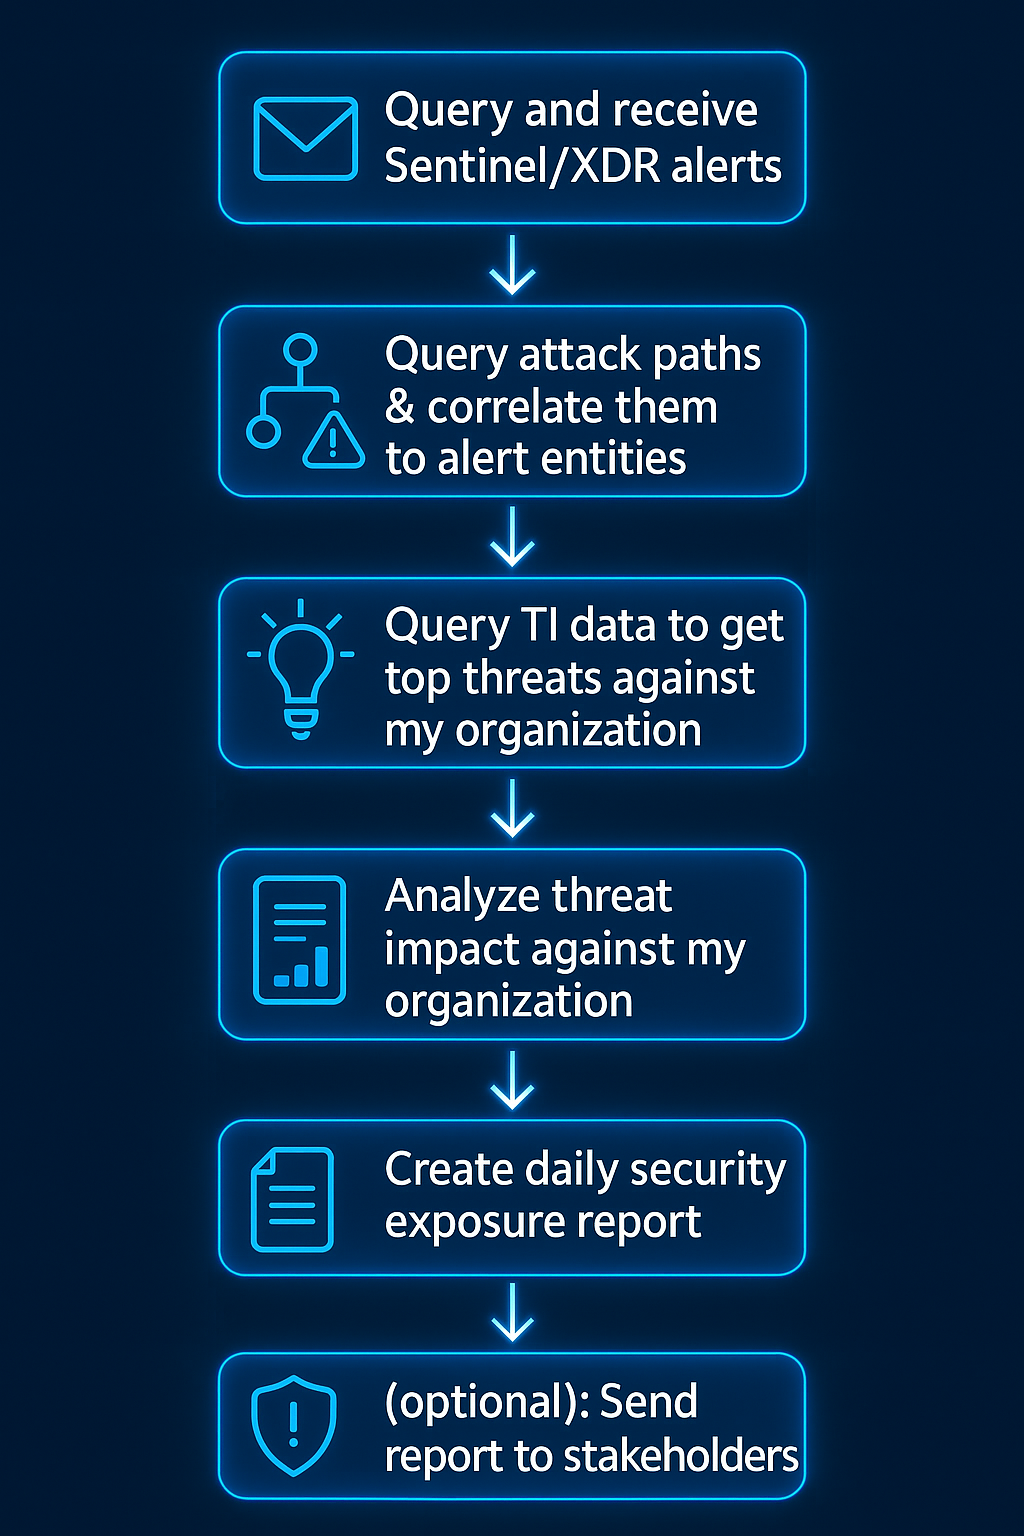 Query and receive
Sentinel/XDR alerts
Query attack paths
& correlate them
to alert entities
Query TI data to get
top threats against
my organization
Analyze threat
impact against my
organization
Create daily security
exposure report
(optional): Send
report to stakeholders